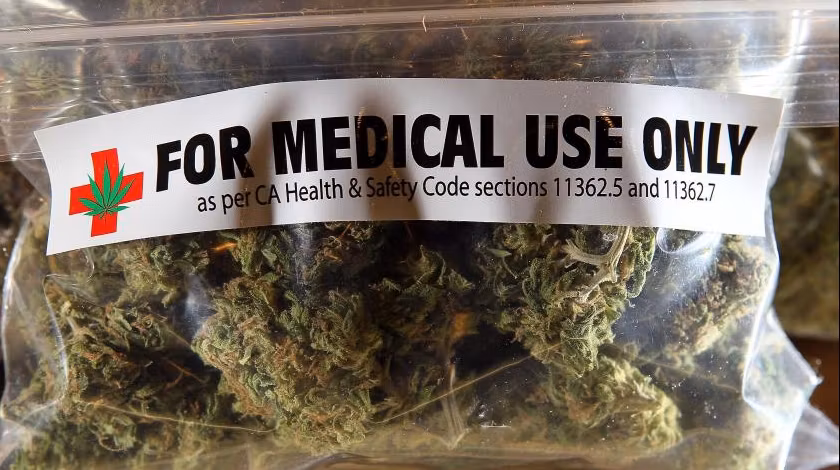 FOR MEDICAL USE ONLY
as per CA Health & Safety Code sections 11362.5 and 11362.7